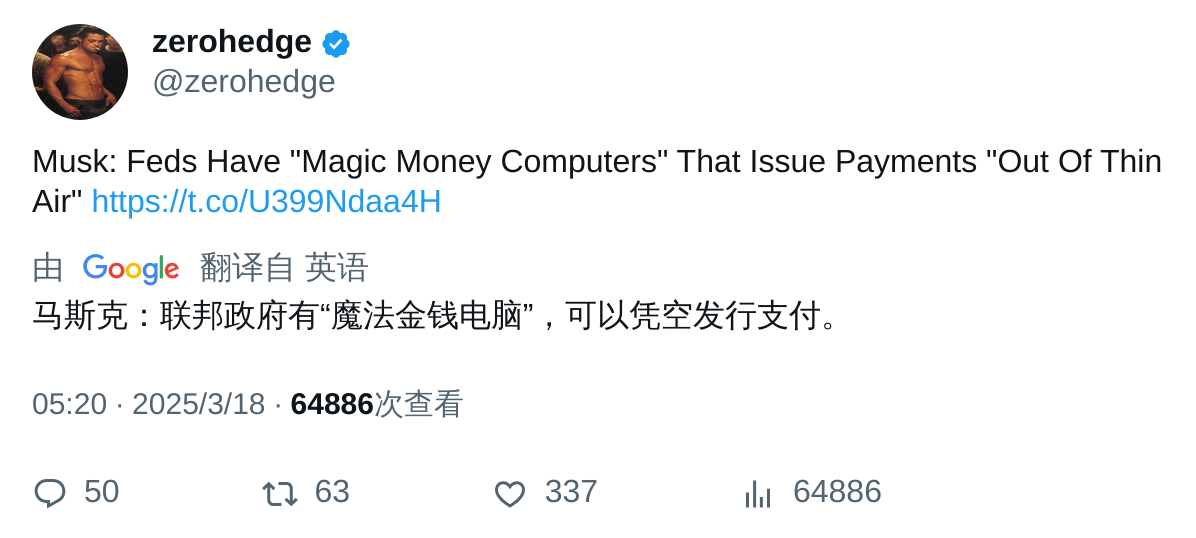 zerohedge
@zerohedge
Musk: Feds Have "Magic Money Computers" That Issue Payments "Out Of Thin
Air" https://t.co/U399Ndaa4H
由 Google 翻译自 英语
马斯克：联邦政府有“魔法金钱电脑”，可以凭空发行支付。
05:20 · 2025/3/18 · 64886次查看
50 63 337 64886